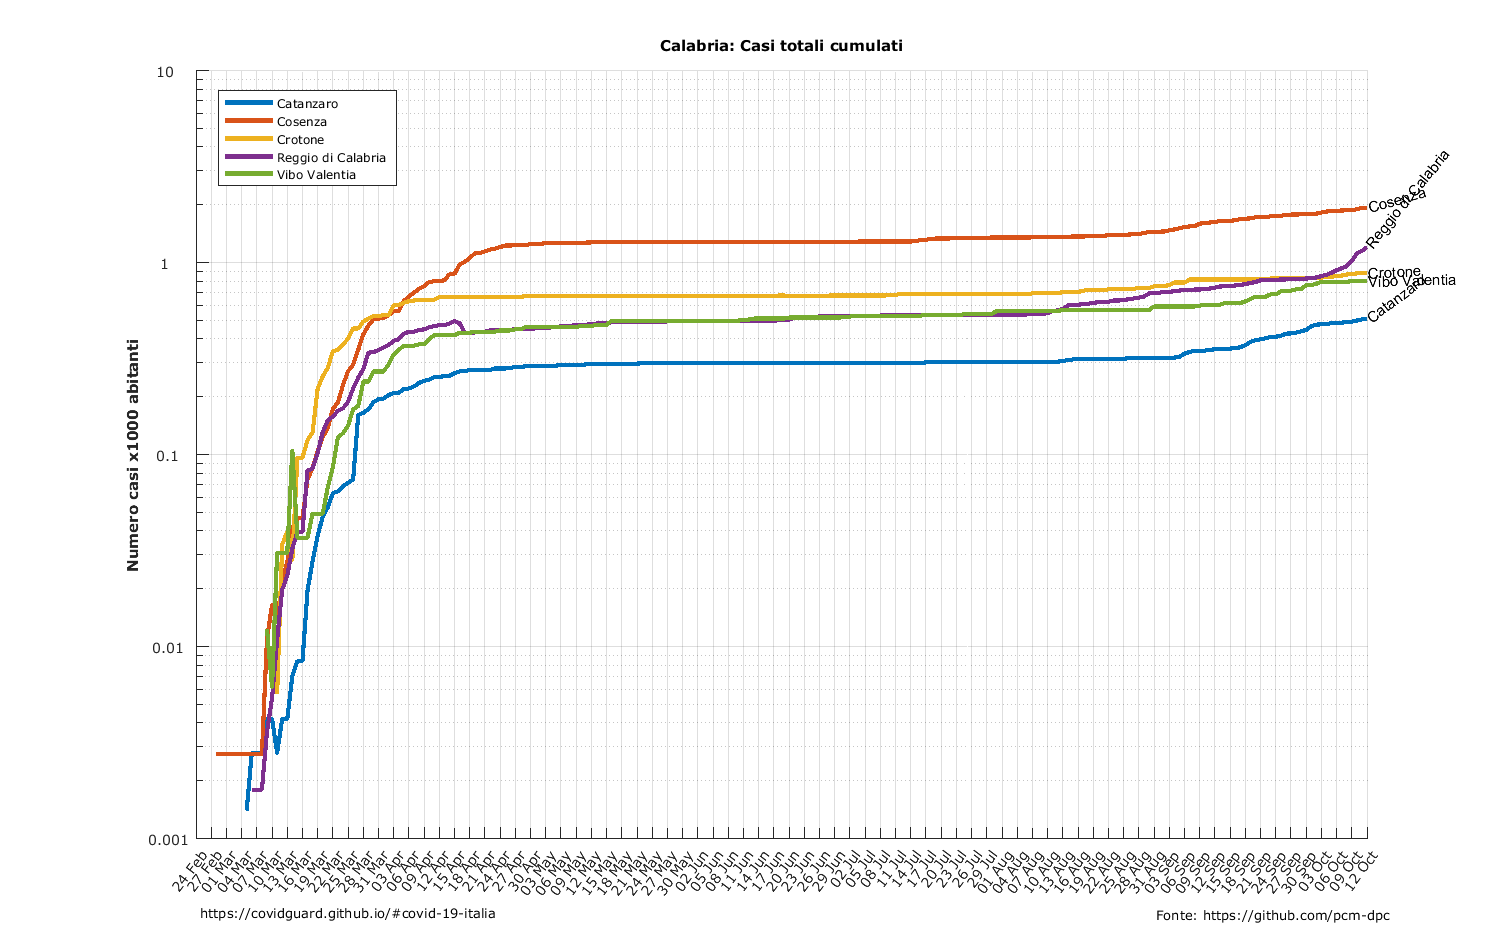 Calabria: Casi totali cumulati
10
1
0.1
0.01
0.001
Numero casi x1000 abitanti
Catanzaro
Cosenza
Crotone
Reggio di Calabria
Vibo Valentia
Cosenza
Reggio di Calabria
Crotone
Vibo Valentia
Catanzaro
24 Feb
27 Feb
01 Mar
04 Mar
07 Mar
10 Mar
13 Mar
16 Mar
19 Mar
22 Mar
25 Mar
28 Mar
31 Mar
03 Apr
06 Apr
09 Apr
12 Apr
15 Apr
18 Apr
21 Apr
24 Apr
27 Apr
30 Apr
03 May
06 May
09 May
12 May
15 May
18 May
21 May
24 May
27 May
30 May
02 Jun
05 Jun
08 Jun
11 Jun
14 Jun
17 Jun
20 Jun
23 Jun
26 Jun
29 Jun
02 Jul
05 Jul
08 Jul
11 Jul
14 Jul
17 Jul
20 Jul
23 Jul
26 Jul
29 Jul
01 Aug
04 Aug
07 Aug
10 Aug
13 Aug
16 Aug
19 Aug
22 Aug
25 Aug
28 Aug
31 Aug
03 Sep
06 Sep
09 Sep
12 Sep
15 Sep
18 Sep
21 Sep
24 Sep
27 Sep
30 Sep
03 Oct
06 Oct
09 Oct
12 Oct
https://covidguard.github.io/#covid-19-italia
Fonte: https://github.com/pcm-dpc